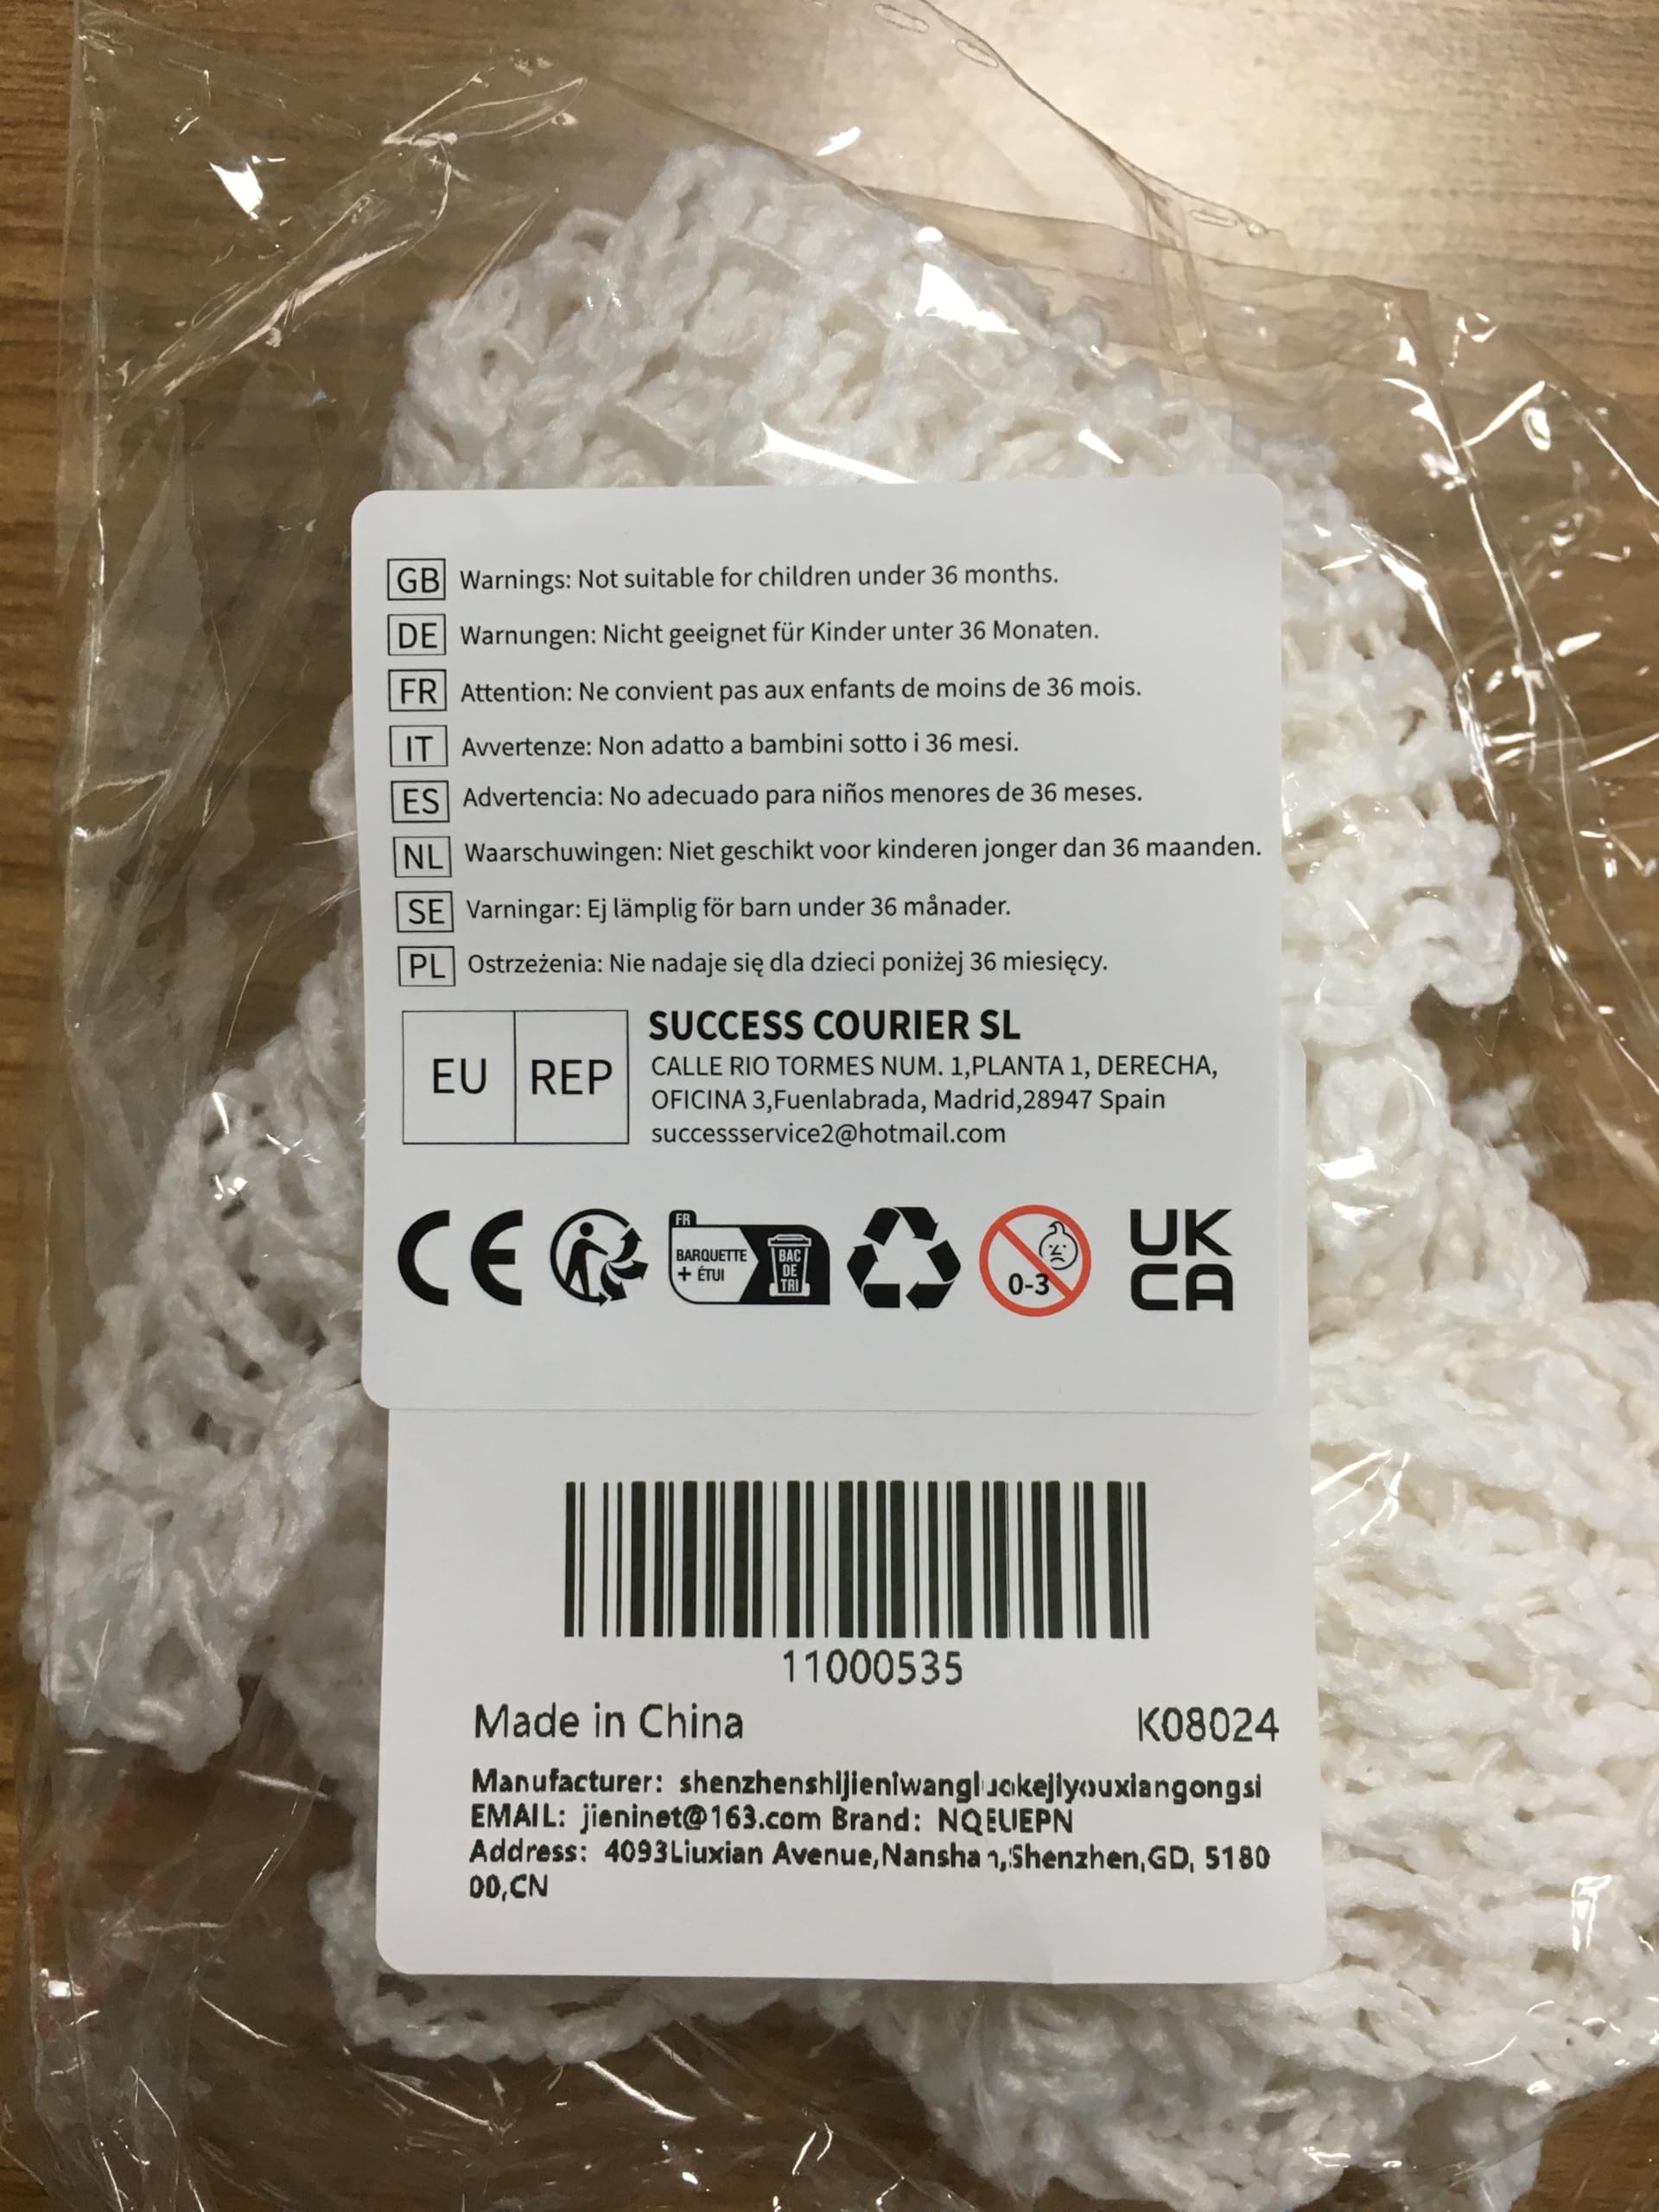 GB Warnings: Not suitable for children under 36 months.
DE Warnungen: Nicht geeignet für Kinder unter 36 Monaten.
FR Attention: Ne convient pas aux enfants de moins de 36 mois.
IT Avvertenze: Non adatto a bambini sotto i 36 mesi.
ES Advertencia: No adecuado para niños menores de 36 meses.
NL Waarschuwingen: Niet geschikt voor kinderen jonger dan 36 maanden.
SE Varningar: Ej lämplig för barn under 36 månader.
PL Ostrzeżenia: Nie nadaje się dla dzieci poniżej 36 miesięcy.
EU REP
SUCCESS COURIER SL
CALLE RIO TORMES NUM. 1,PLANTA 1, DERECHA,
OFICINA 3,Fuenlabrada, Madrid,28947 Spain
successservice2@hotmail.com
CE
FR
BARQUETTE
+ ÉTUI
BAC
DE
TRI
0-3
UK
CA
11000535
Made in China K08024
Manufacturer: shenzhenshijieniwangluokejiyouxiangongsi
EMAIL: jieninet@163.com Brand: NQEUEPN
Address: 4093Liuxian Avenue,Nanshan,Shenzhen,GD, 5180
00,CN